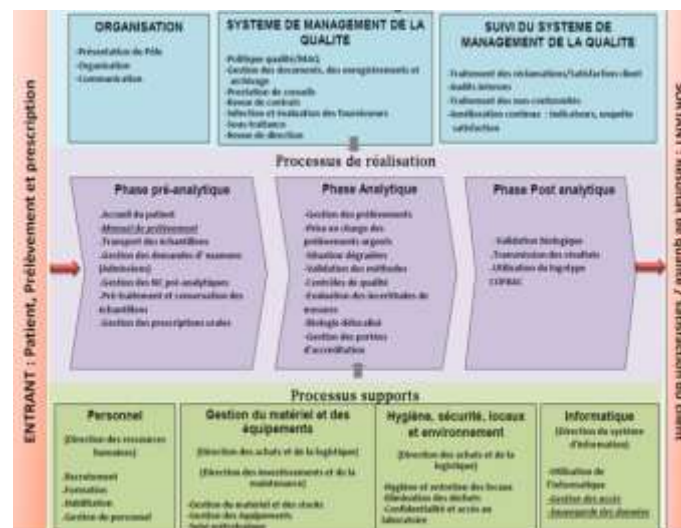 ENTRANT : Patient, Prélèvement et prescription
ORGANISATION
-Présentation du Pôle
-Organisation
-Communication
SYSTEME DE MANAGEMENT DE LA
QUALITE
-Politique qualité/MAQ
-Gestion des documents, des enregistrements et
archivage
-Prestation de conseils
-Revue de contrats
-Sélection et évaluation des fournisseurs
-Sous-traitance
-Revue de direction
SUIVI DU SYSTEME DE
MANAGEMENT DE LA QUALITE
-Traitement des réclamations/Satisfaction client
-Audits internes
-Traitement des non-conformités
-Amélioration continue : indicateurs, enquête
satisfaction
Processus de réalisation
Phase pré-analytique
-Accueil du patient
-Manuel de prélèvement
-Transport des échantillons
-Gestion des demandes d'examens
(Admissions)
-Gestion des NC pré-analytiques
-Pré-traitement et conservation des
échantillons
-Gestion des prescriptions orales
Phase Analytique
-Gestion des prélèvements
-Prise en charge des
prélèvements urgents
-Situation dégradées
-Validation des méthodes
-Contrôles de qualité
-Evaluation des incertitudes de
mesures
-Biologie délocalisé
-Gestion des portées
d'accréditation
Phase Post analytique
-Validation biologique
-Transmission des résultats
-Utilisation du logotype
COFRAC
Processus supports
Personnel
(Direction des ressources
humaines)
-Recrutement
-Formation
-Habilitation
-Gestion du personnel
Gestion du matériel et des
équipements
(Direction des achats et de la logistique)
(Direction des investissements et de la
maintenance)
-Gestion du matériel et des stocks
-Gestion des équipements
Hygiène, sécurité, locaux
et environnement
(Direction des achats et de la
logistique)
-Hygiène et entretien des locaux
-Elimination des déchets
-Confidentialité et accès au
laboratoire
Informatique
(Direction du système
d'information)
-Utilisation de
l'informatique
-Gestion des accès
-Sauvegarde des données